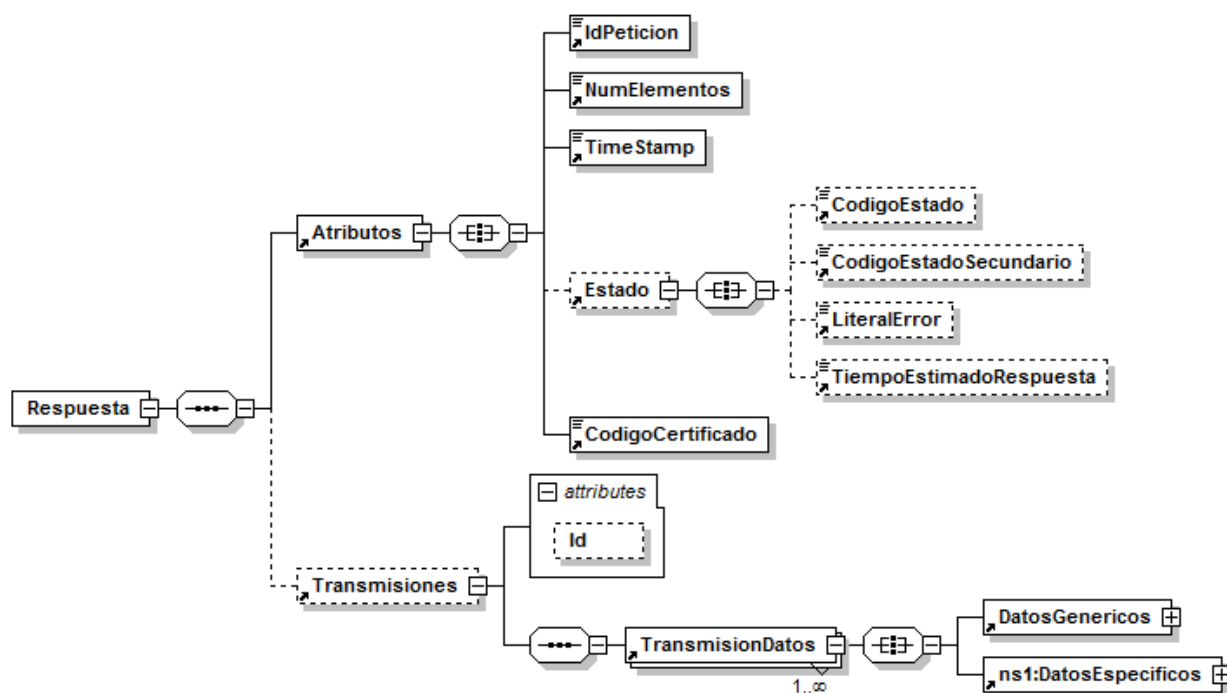 IdPeticion
NumElementos
TimeStamp
CodigoEstado
Atributos
CodigoEstadoSecundario
Estado
LiteralError
TiempoEstimadoRespuesta
Respuesta
CodigoCertificado
attributes
Id
Transmisiones
DatosGenericos
TransmisionDatos
ns1:DatosEspecificos
1..∞